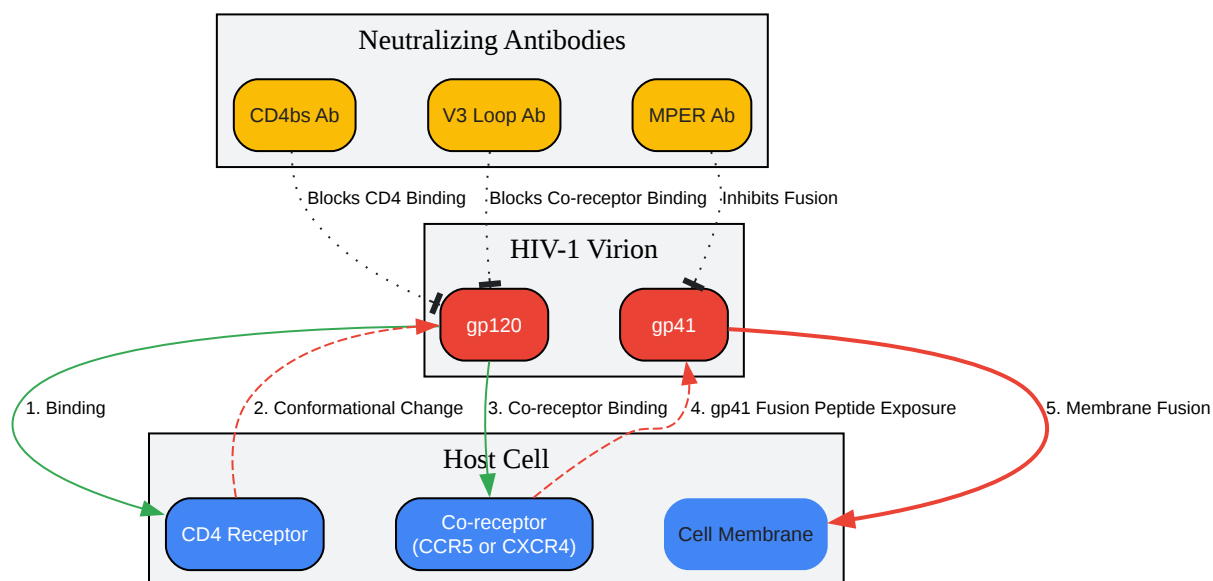 Neutralizing Antibodies
CD4bs Ab
V3 Loop Ab
MPER Ab
Blocks CD4 Binding
Blocks Co-receptor Binding
Inhibits Fusion
HIV-1 Virion
gp120
gp41
1. Binding
2. Conformational Change
3. Co-receptor Binding
4. gp41 Fusion Peptide Exposure
5. Membrane Fusion
Host Cell
CD4 Receptor
Co-receptor
(CCR5 or CXCR4)
Cell Membrane